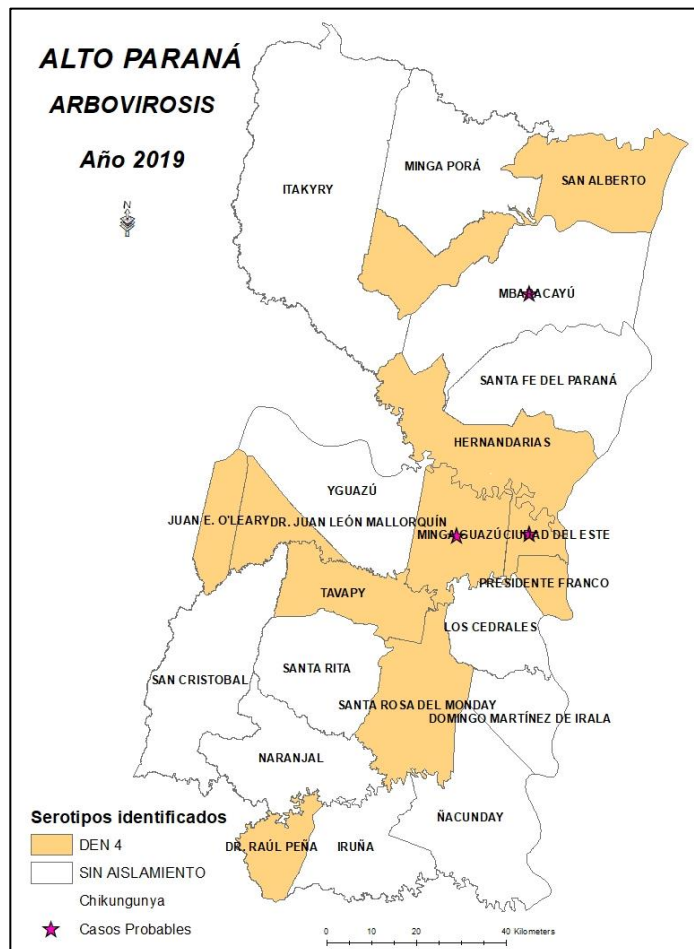 ALTO PARANÁ
ARBOVIROSIS
Año 2019
N
ITAKYRY
MINGA PORÁ
SAN ALBERTO
MBARACAYÚ
SANTA FE DEL PARANÁ
HERNANDARIAS
YGUAZÚ
JUAN E. O'LEARY
DR. JUAN LEÓN MALLORQUÍN
MINGA GUAZÚ
CIUDAD DEL ESTE
PRESIDENTE FRANCO
TAVAPY
LOS CEDRALES
SANTA RITA
SAN CRISTOBAL
SANTA ROSA DEL MONDAY
DOMINGO MARTÍNEZ DE IRALA
NARANJAL
ÑACUNDAY
DR. RAÚL PEÑA
IRUÑA
Serotipos identificados
DEN 4
SIN AISLAMIENTO
Chikungunya
Casos Probables
0 10 20 40 Kilometers